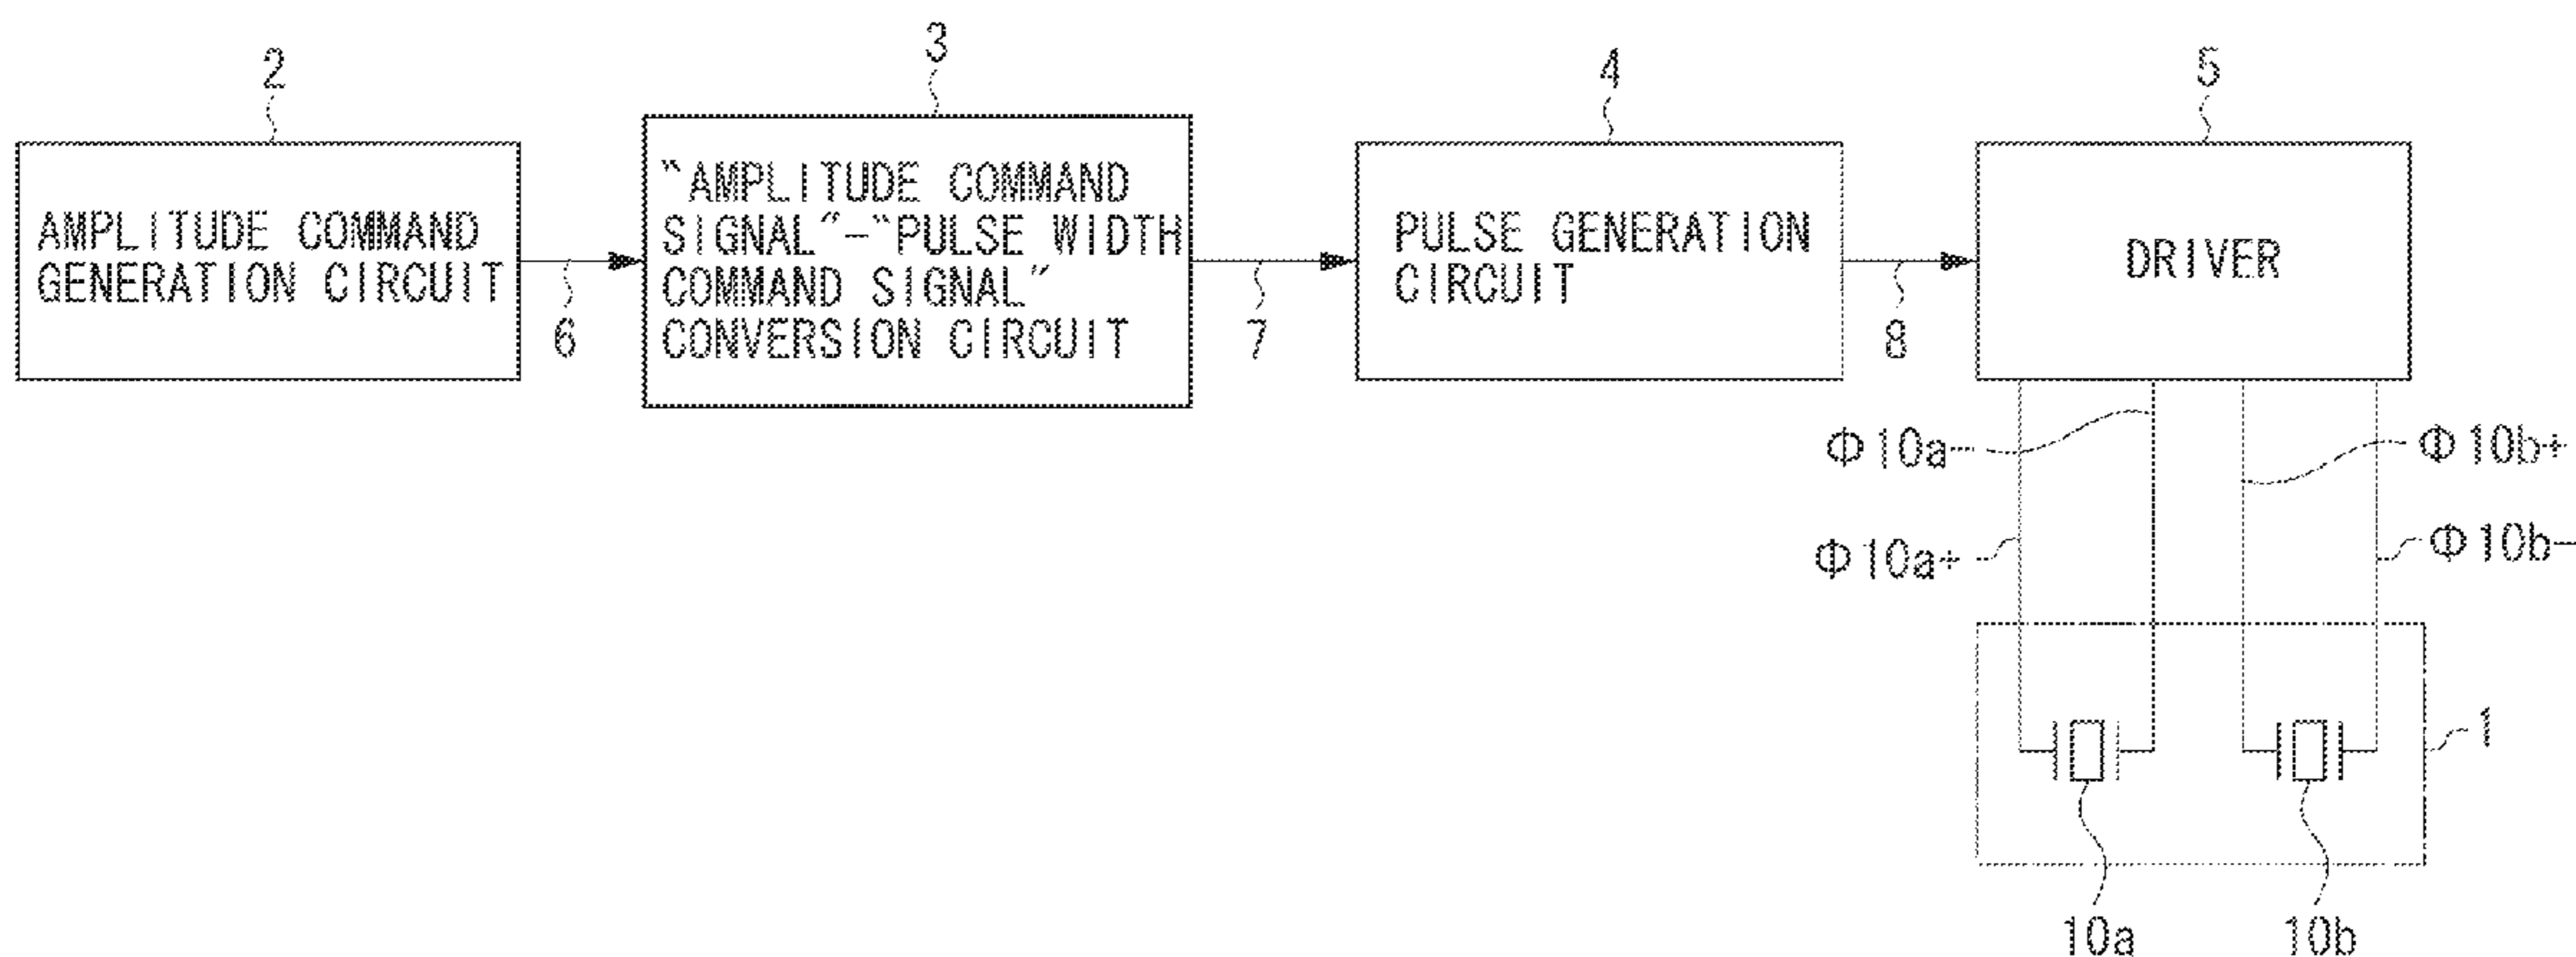 2
3
4
5
AMPLITUDE COMMAND
GENERATION CIRCUIT
“AMPLITUDE COMMAND
SIGNAL”-“PULSE WIDTH
COMMAND SIGNAL”
CONVERSION CIRCUIT
PULSE GENERATION
CIRCUIT
DRIVER
6
7
8
Φ10a-
Φ10b+
Φ10a+
Φ10b-
1
10a
10b